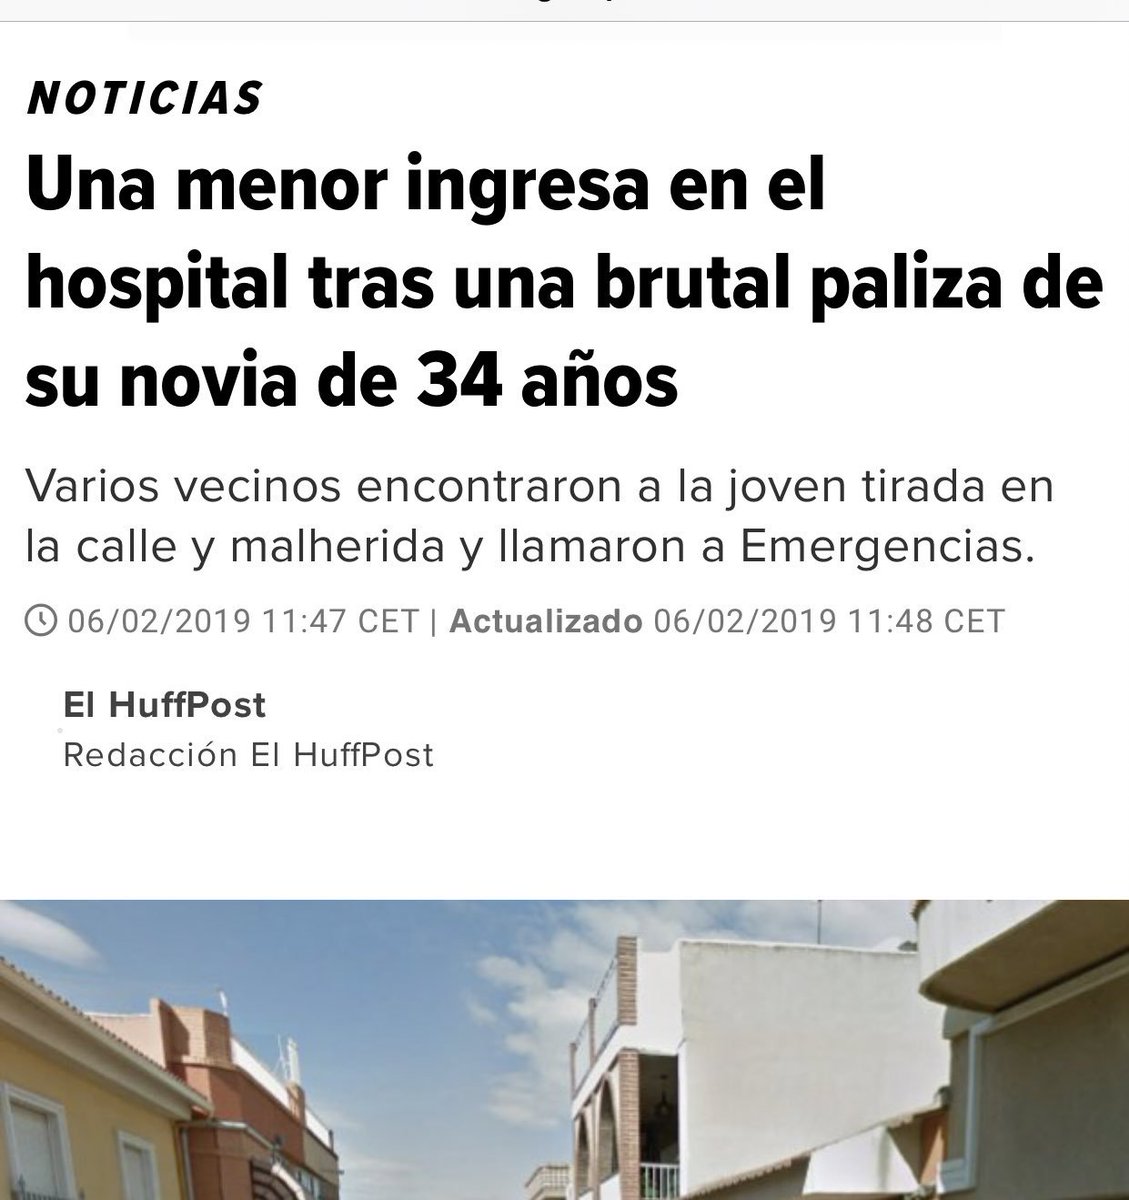 NOTICIAS
Una menor ingresa en el
hospital tras una brutal paliza de
su novia de 34 años
Varios vecinos encontraron a la joven tirada en
la calle y malherida y llamaron a Emergencias.
06/02/2019 11:47 CET | Actualizado 06/02/2019 11:48 CET
El HuffPost
Redacción El HuffPost